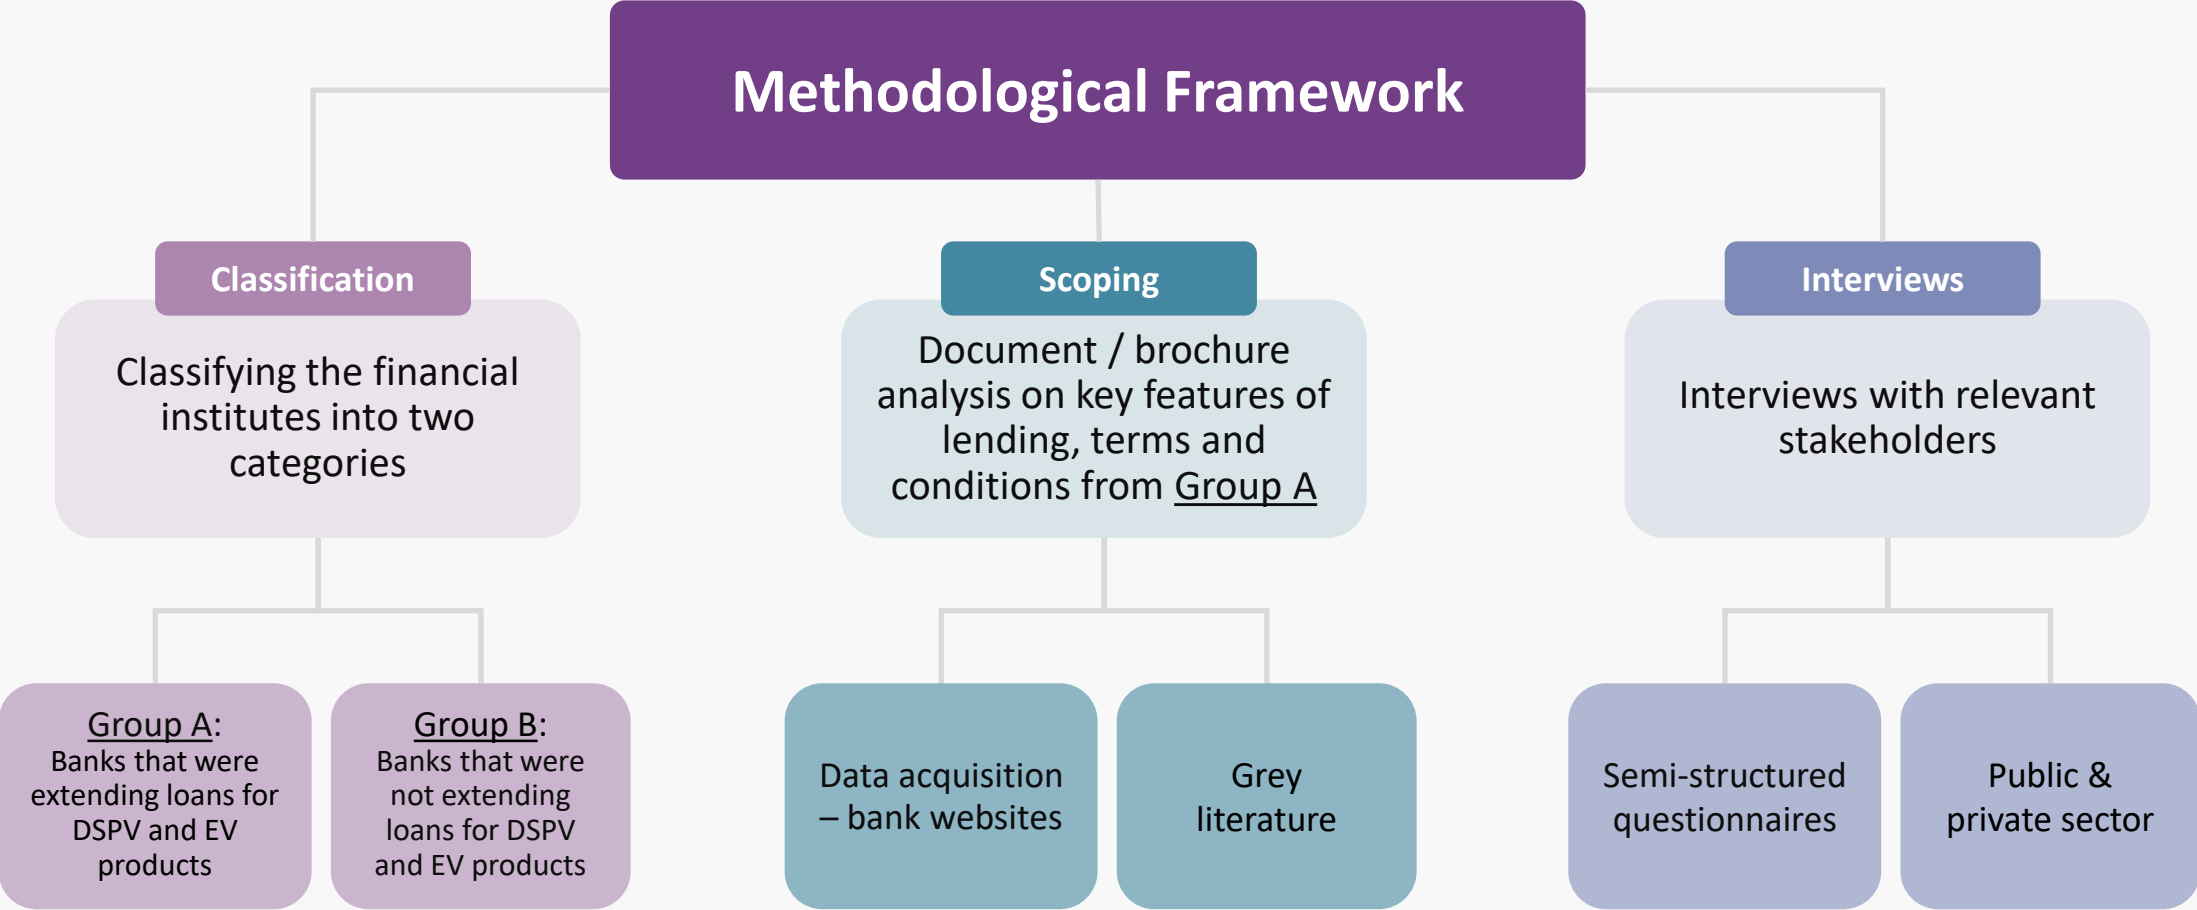 Methodological Framework
Classification
Classifying the financial
institutes into two
categories
Group A:
Banks that were
extending loans for
DSPV and EV
products
Group B:
Banks that were
not extending
loans for DSPV
and EV products
Scoping
Document / brochure
analysis on key features of
lending, terms and
conditions from Group A
Data acquisition
– bank websites
Grey
literature
Interviews
Interviews with relevant
stakeholders
Semi-structured
questionnaires
Public &
private sector